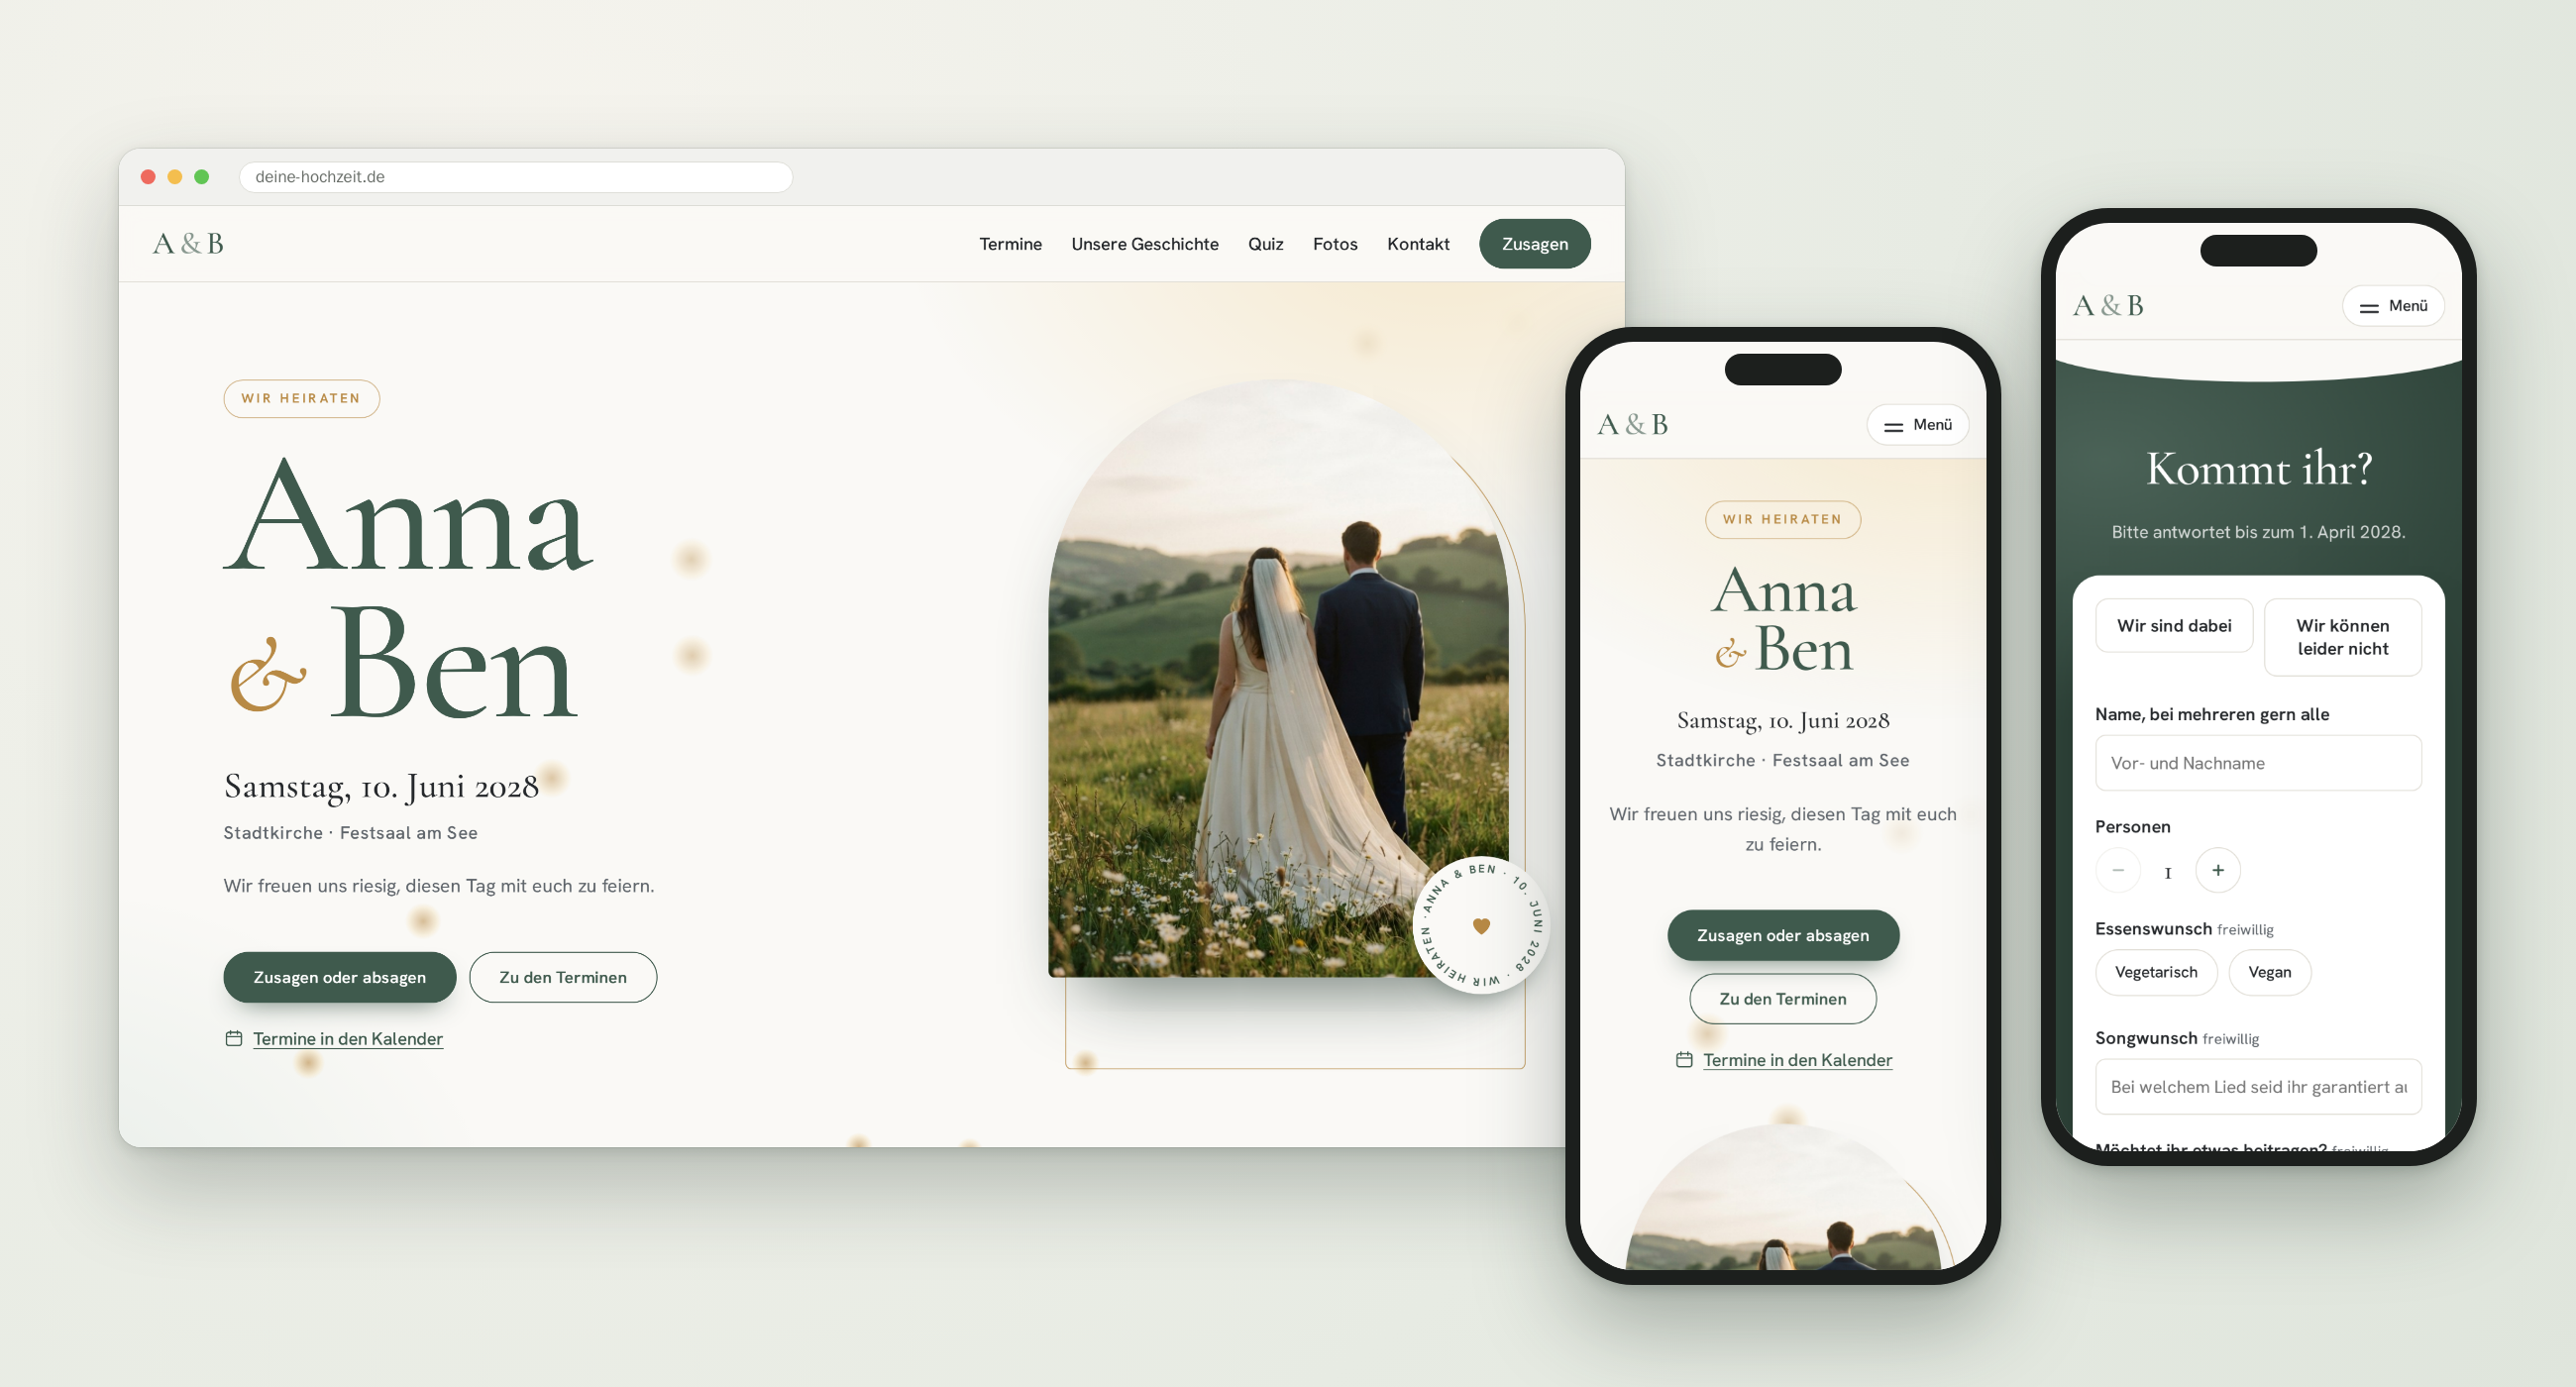 deine-hochzeit.de
A & B
Termine
Unsere Geschichte
Quiz
Fotos
Kontakt
Zusagen
WIR HEIRATEN
Anna
& Ben
Samstag, 10. Juni 2028
Stadtkirche · Festsaal am See
Wir freuen uns riesig, diesen Tag mit euch zu feiern.
Zusagen oder absagen
Zu den Terminen
Termine in den Kalender
ANNA & BEN · 10. JUNI 2028 · WIR HEIRATEN ·
A & B
Menü
WIR HEIRATEN
Anna
& Ben
Samstag, 10. Juni 2028
Stadtkirche · Festsaal am See
Wir freuen uns riesig, diesen Tag mit euch
zu feiern.
Zusagen oder absagen
Zu den Terminen
Termine in den Kalender
A & B
Menü
Kommt ihr?
Bitte antwortet bis zum 1. April 2028.
Wir sind dabei
Wir können
leider nicht
Name, bei mehreren gern alle
Vor- und Nachname
Personen
− 1 +
Essenswunsch freiwillig
Vegetarisch
Vegan
Songwunsch freiwillig
Bei welchem Lied seid ihr garantiert au
Möchtet ihr etwas beitragen? freiwillig